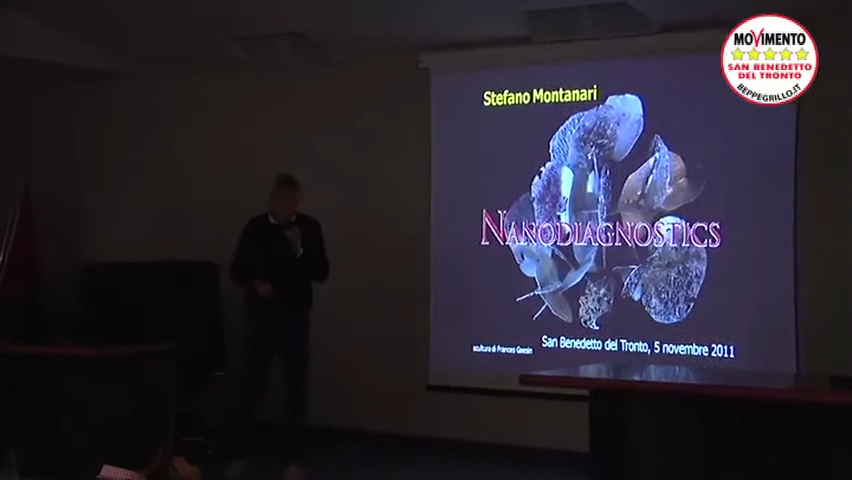 Stefano Montanari
NANODIAGNOSTICS
scultura di Frances Geesin
San Benedetto del Tronto, 5 novembre 2011
MOVIMENTO
SAN BENEDETTO
DEL TRONTO
BEPPEGRILLO.IT